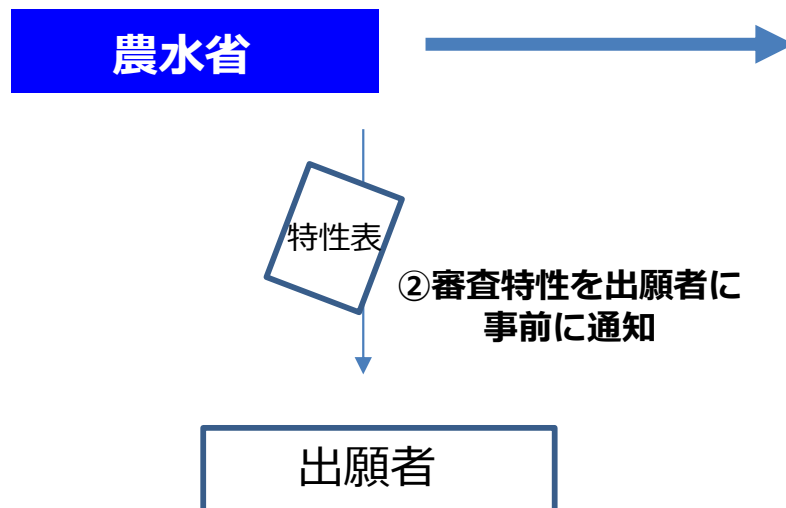 農水省
特性表
②審査特性を出願者に
事前に通知
出願者